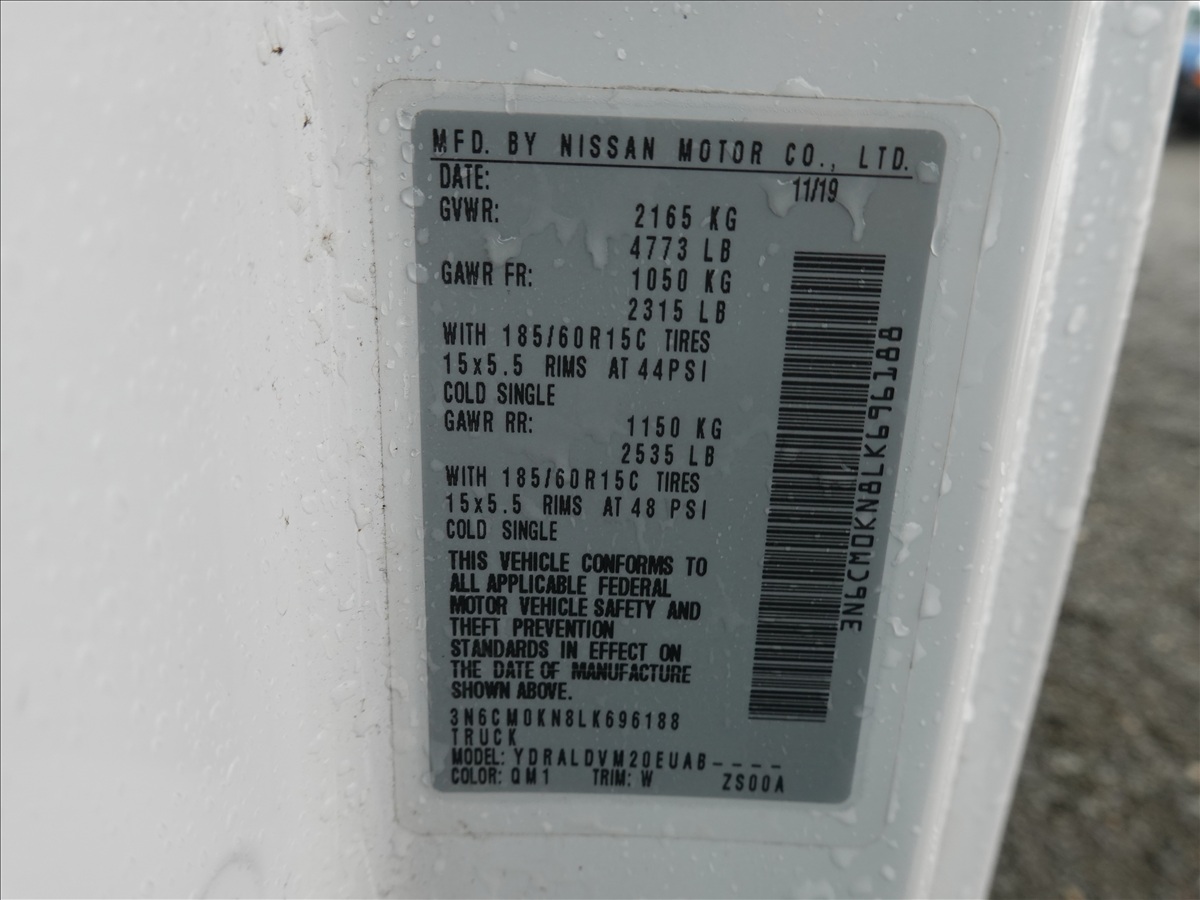 MFD. BY NISSAN MOTOR CO., LTD.
DATE: 11/19
GVWR: 2165 KG
4773 LB
GAWR FR: 1050 KG
2315 LB
WITH 185/60R15C TIRES
15x5.5 RIMS AT 44PSI
COLD SINGLE
GAWR RR: 1150 KG
2535 LB
WITH 185/60R15C TIRES
15x5.5 RIMS AT 48 PSI
COLD SINGLE
THIS VEHICLE CONFORMS TO
ALL APPLICABLE FEDERAL
MOTOR VEHICLE SAFETY AND
THEFT PREVENTION
STANDARDS IN EFFECT ON
THE DATE OF MANUFACTURE
SHOWN ABOVE.
3N6CM0KN8LK696188
TRUCK
MODEL: YDRALDVM20EUAB----
COLOR: QM1 TRIM: W ZS00A
3N6CM0KN8LK696188